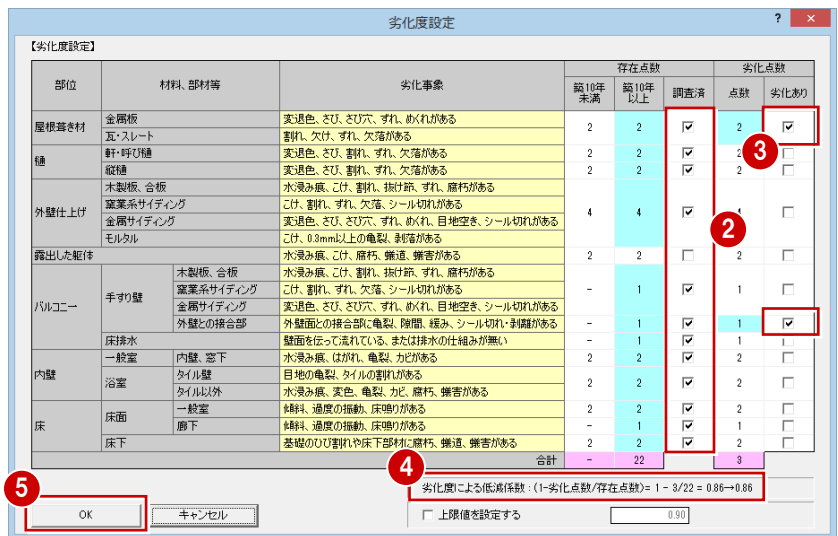 劣化度設定
? ×
【劣化度設定】
部位 材料、部材等 劣化事象 存在点数 劣化点数
築10年未満 築10年以上 調査済 点数 劣化あり
屋根葺き材 金属板 変退色、さび、さび穴、ずれ、めくれがある 2 2 2
瓦・スレート 割れ、欠け、ずれ、欠落がある
3
樋 軒・呼び樋 変退色、さび、割れ、ずれ、欠落がある 2 2 2
縦樋 変退色、さび、割れ、ずれ、欠落がある 2 2 2
外壁仕上げ 木製板、合板 水浸み痕、こけ、割れ、抜け節、ずれ、腐朽がある 4 4
窯業系サイディング こけ、割れ、ずれ、欠落、シール切れがある
金属サイディング 変退色、さび、さび穴、ずれ、めくれ、目地空き、シール切れがある
モルタル こけ、0.3mm以上の亀裂、剥落がある
2
露出した躯体 水浸み痕、こけ、腐朽、蟻道、蟻害がある 2 2 2
バルコニー 手すり壁 木製板、合板 水浸み痕、こけ、割れ、抜け節、ずれ、腐朽がある - 1 1
窯業系サイディング こけ、割れ、ずれ、欠落、シール切れがある
金属サイディング 変退色、さび、さび穴、ずれ、めくれ、目地空き、シール切れがある
外壁との接合部 外壁面との接合部に亀裂、隙間、緩み、シール切れ・剥離がある - 1 1
床排水 壁面を伝って流れている、または排水の仕組みが無い - 1 1
内壁 一般室 内壁、窓下 水浸み痕、はがれ、亀裂、カビがある 2 2 2
浴室 タイル壁 目地の亀裂、タイルの割れがある 2 2 2
タイル以外 水浸み痕、変色、亀裂、カビ、腐朽、蟻害がある
床 床面 一般室 傾斜、過度の振動、床鳴りがある 2 2 2
廊下 傾斜、過度の振動、床鳴りがある - 1 1
床下 基礎のひび割れや床下部材に腐朽、蟻道、蟻害がある 2 2 2
合計 - 22 3
4
劣化度による低減係数:(1-劣化点数/存在点数)= 1 - 3/22 = 0.86→0.86
5
OK キャンセル 上限値を設定する 0.90